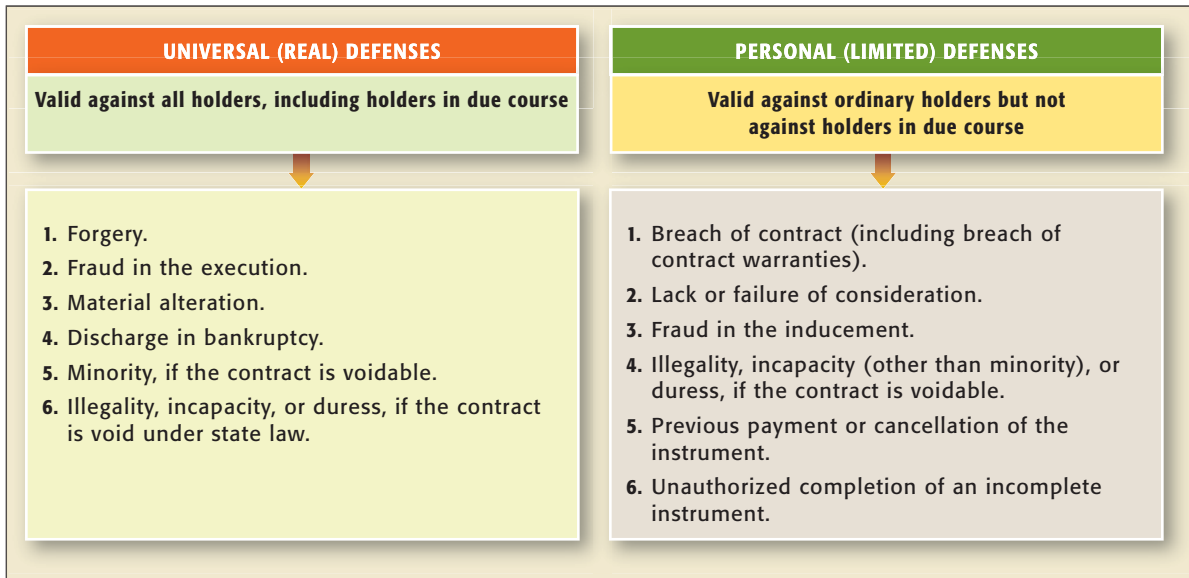 UNIVERSAL (REAL) DEFENSES
Valid against all holders, including holders in due course
1. Forgery.
2. Fraud in the execution.
3. Material alteration.
4. Discharge in bankruptcy.
5. Minority, if the contract is voidable.
6. Illegality, incapacity, or duress, if the contract
is void under state law.
PERSONAL (LIMITED) DEFENSES
Valid against ordinary holders but not
against holders in due course
1. Breach of contract (including breach of
contract warranties).
2. Lack or failure of consideration.
3. Fraud in the inducement.
4. Illegality, incapacity (other than minority), or
duress, if the contract is voidable.
5. Previous payment or cancellation of the
instrument.
6. Unauthorized completion of an incomplete
instrument.